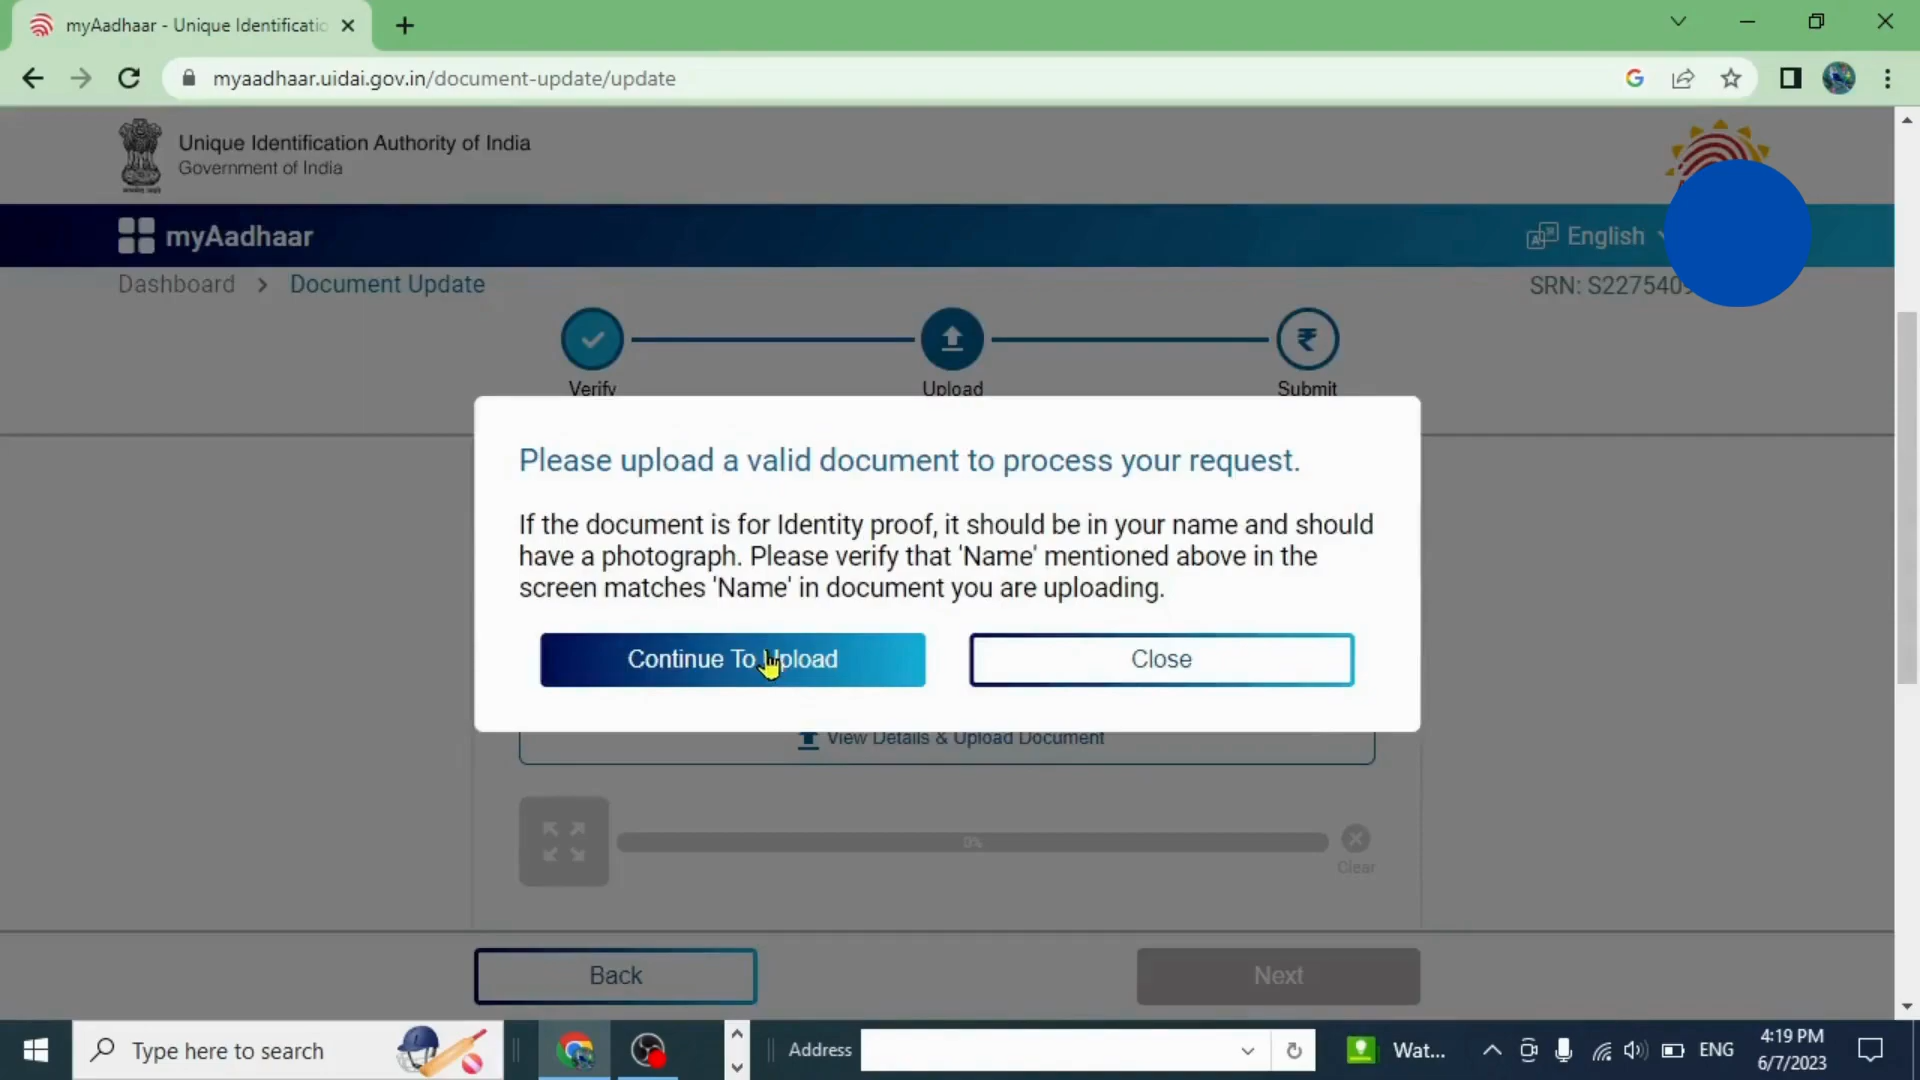 myAadhaar - Unique Identificatio
myaadhaar.uidai.gov.in/document-update/update
Unique Identification Authority of India
Government of India
myAadhaar
English
Dashboard > Document Update
SRN: S227540
Verify
Upload
Submit
Please upload a valid document to process your request.
If the document is for Identity proof, it should be in your name and should
have a photograph. Please verify that 'Name' mentioned above in the
screen matches 'Name' in document you are uploading.
Continue To Upload
Close
View Details & Upload Document
0%
Clear
Back
Next
Type here to search
Address
Wat...
ENG
4:19 PM
6/7/2023